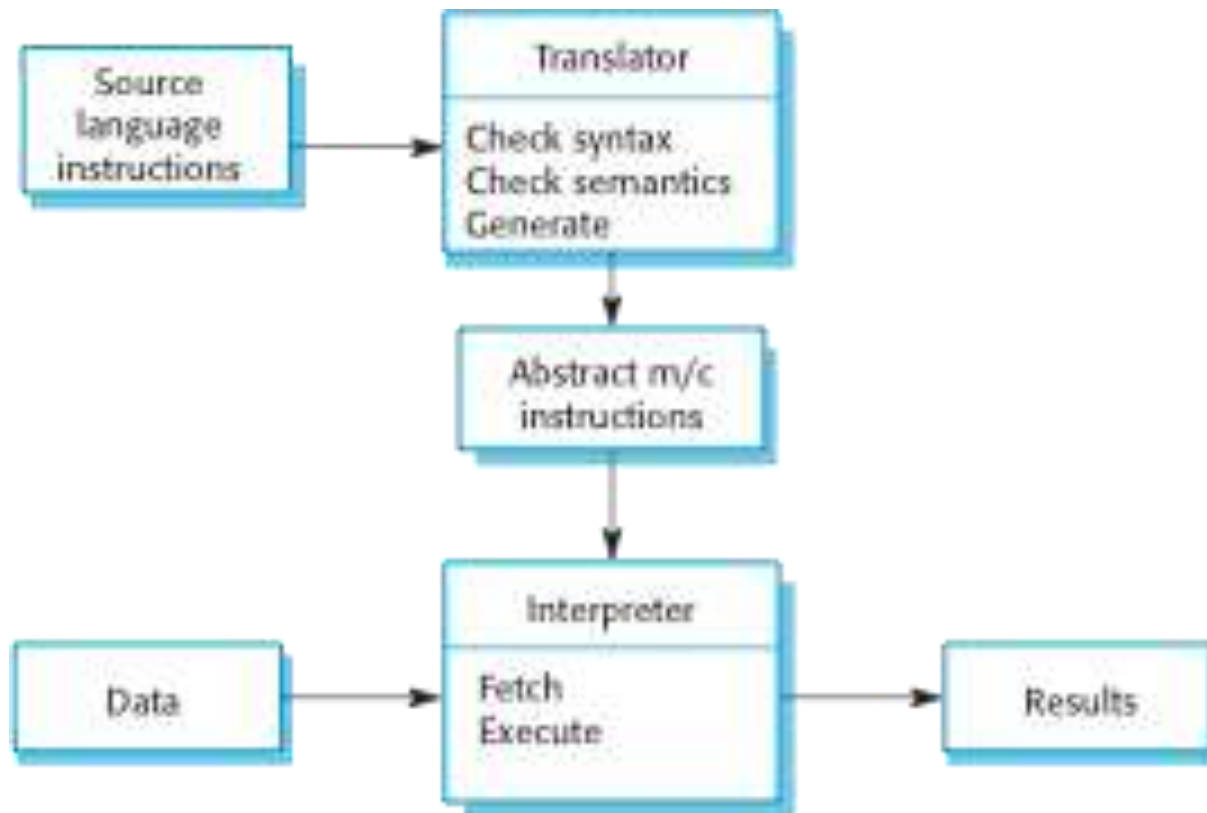 Source
language
instructions
Translator
Check syntax
Check semantics
Generate
Abstract m/c
instructions
Interpreter
Fetch
Execute
Data
Results